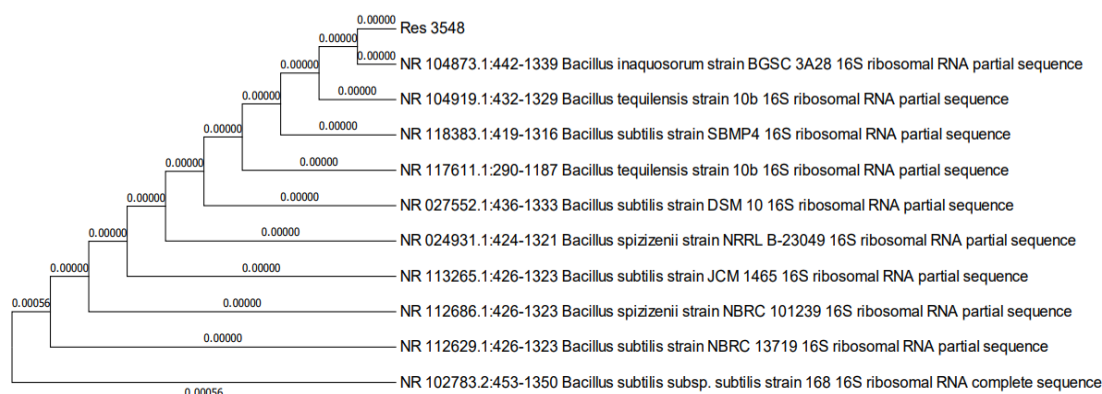 0.00000
Res 3548
0.00000
0.00000
0.00000
NR 104873.1:442-1339 Bacillus inaquosorum strain BGSC 3A28 16S ribosomal RNA partial sequence
0.00000
0.00000
NR 104919.1:432-1329 Bacillus tequilensis strain 10b 16S ribosomal RNA partial sequence
0.00000
0.00000
NR 118383.1:419-1316 Bacillus subtilis strain SBMP4 16S ribosomal RNA partial sequence
0.00000
0.00000
NR 117611.1:290-1187 Bacillus tequilensis strain 10b 16S ribosomal RNA partial sequence
0.00000
0.00000
NR 027552.1:436-1333 Bacillus subtilis strain DSM 10 16S ribosomal RNA partial sequence
0.00000
0.00000
NR 024931.1:424-1321 Bacillus spizizenii strain NRRL B-23049 16S ribosomal RNA partial sequence
0.00000
0.00000
NR 113265.1:426-1323 Bacillus subtilis strain JCM 1465 16S ribosomal RNA partial sequence
0.00056
0.00000
NR 112686.1:426-1323 Bacillus spizizenii strain NBRC 101239 16S ribosomal RNA partial sequence
0.00000
NR 112629.1:426-1323 Bacillus subtilis strain NBRC 13719 16S ribosomal RNA partial sequence
NR 102783.2:453-1350 Bacillus subtilis subsp. subtilis strain 168 16S ribosomal RNA complete sequence
0.00056